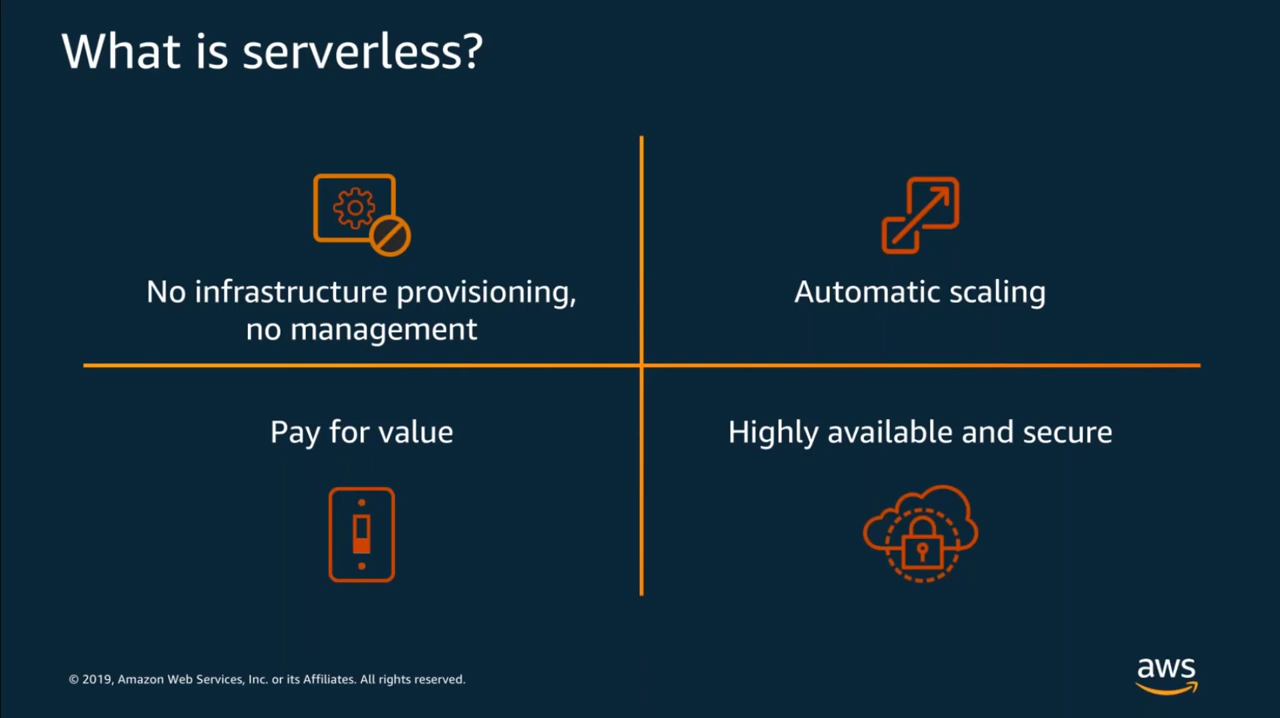 What is serverless?
No infrastructure provisioning,
no management
Automatic scaling
Pay for value
Highly available and secure
© 2019, Amazon Web Services, Inc. or its Affiliates. All rights reserved.
aws